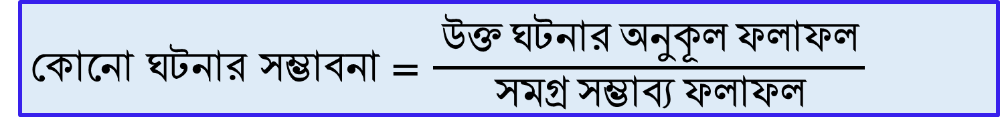 কোনো ঘটনার সম্ভাবনা = উক্ত ঘটনার অনুকূল ফলাফল
সমগ্র সম্ভাব্য ফলাফল